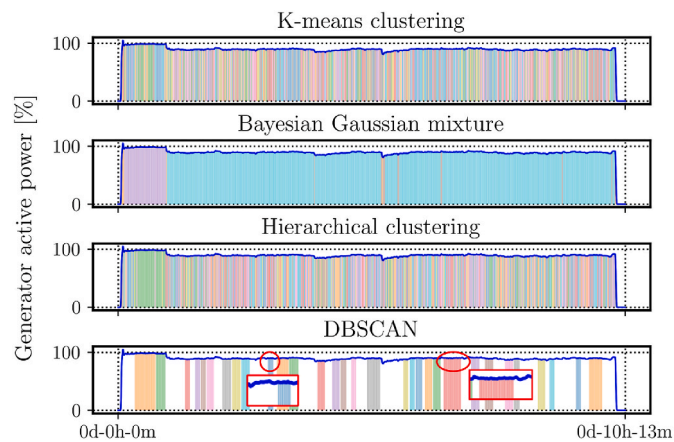 K-means clustering
100
0
Bayesian Gaussian mixture
100
0
Hierarchical clustering
100
0
DBSCAN
100
0
0d-0h-0m
0d-10h-13m
Generator active power [%]